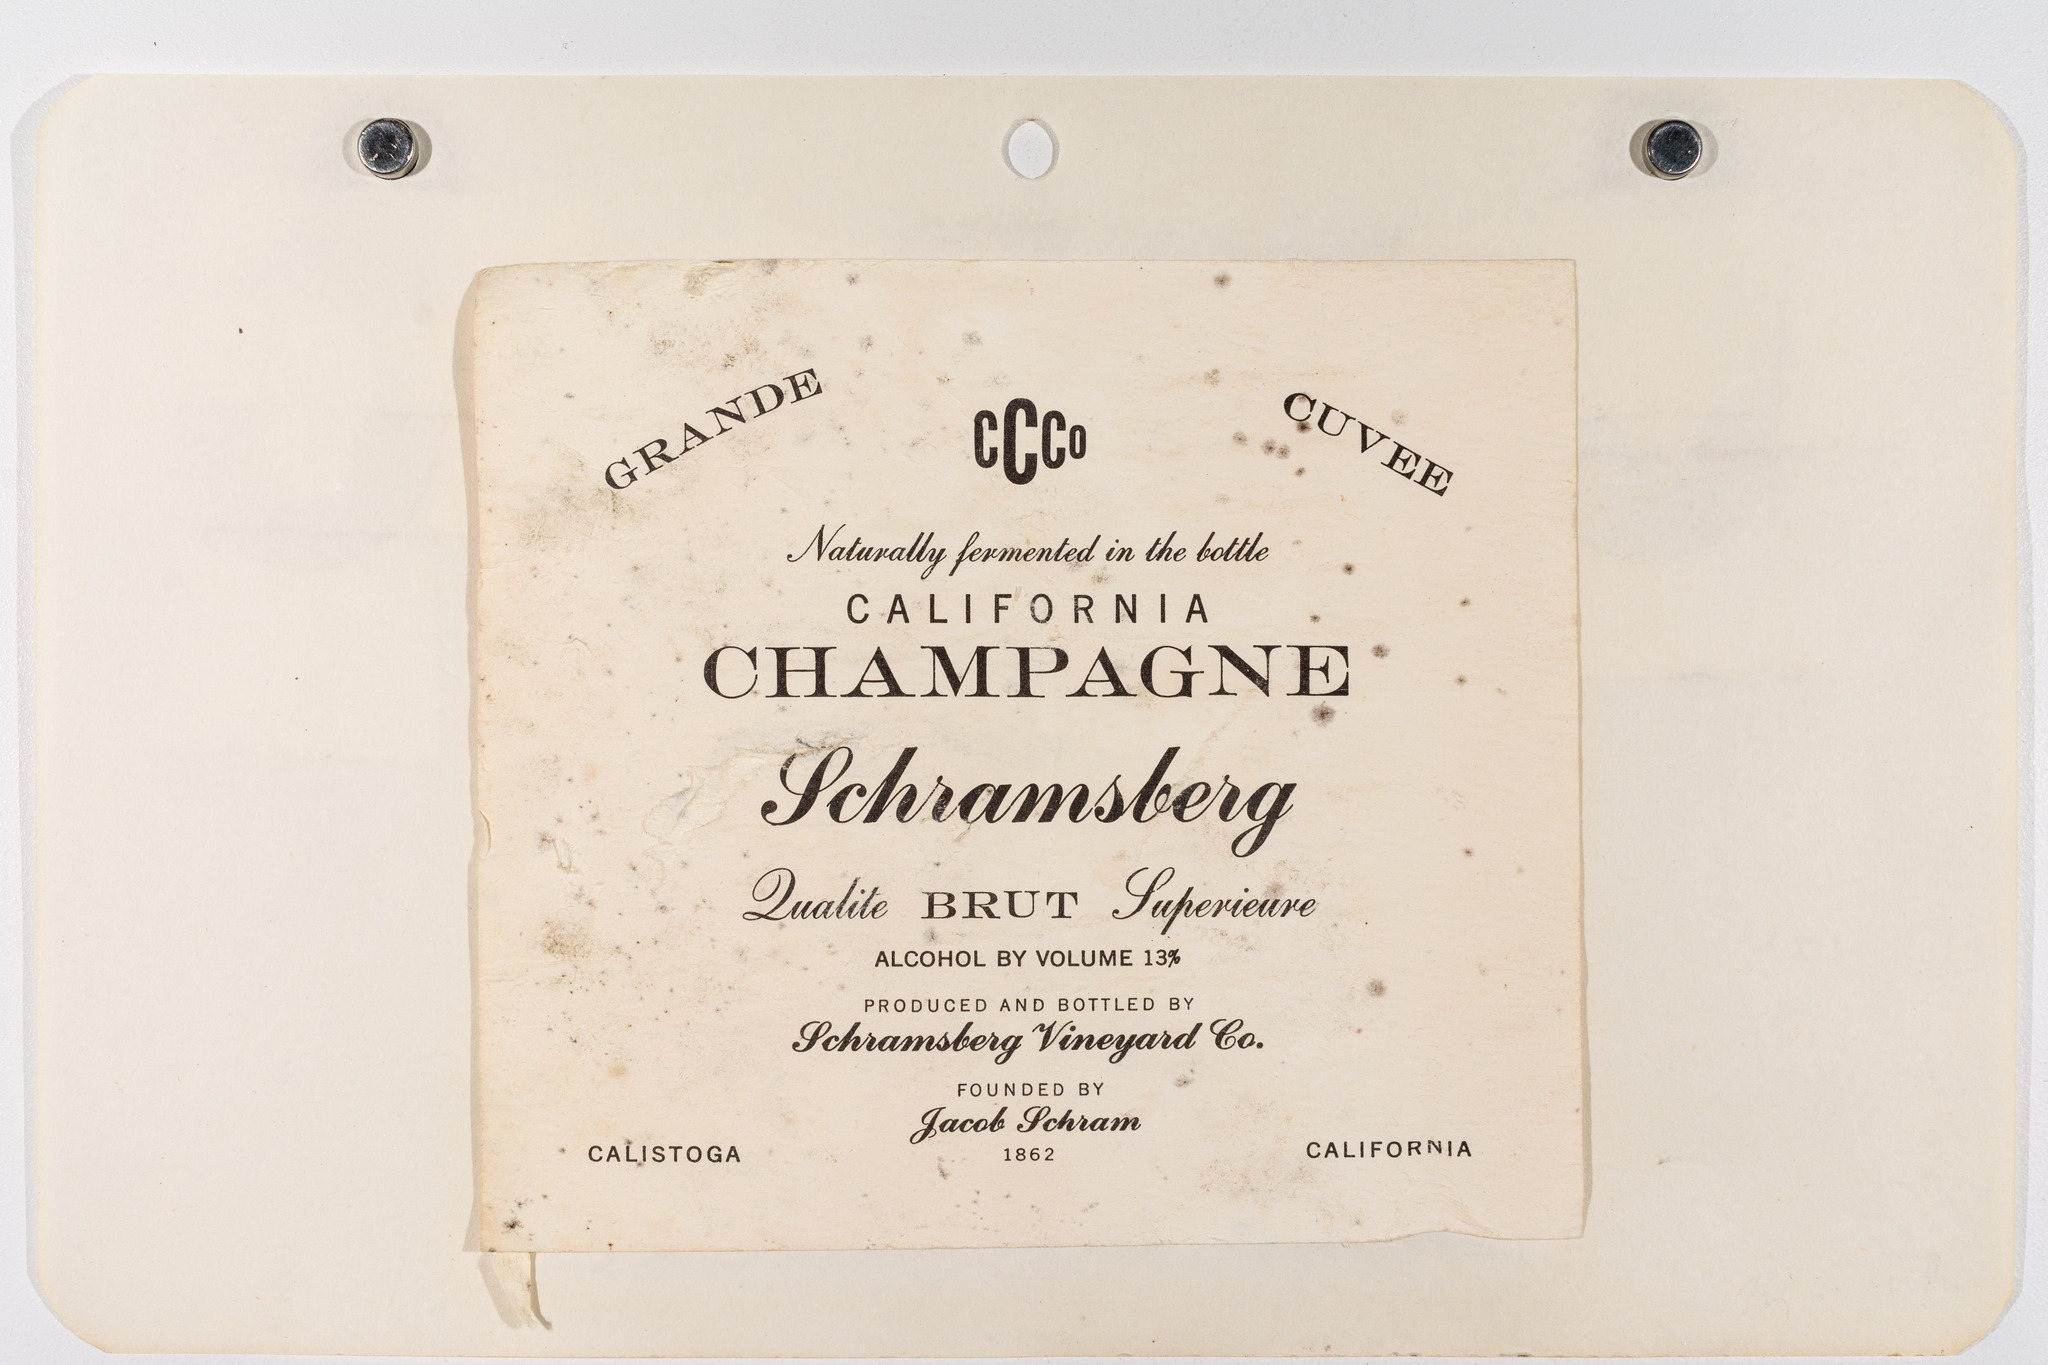 GRANDE CCCo CUVEE
Naturally fermented in the bottle
CALIFORNIA
CHAMPAGNE
Schramsberg
Qualite BRUT Superieure
ALCOHOL BY VOLUME 13%
PRODUCED AND BOTTLED BY
Schramsberg Vineyard Co.
FOUNDED BY
Jacob Schram
CALISTOGA 1862 CALIFORNIA